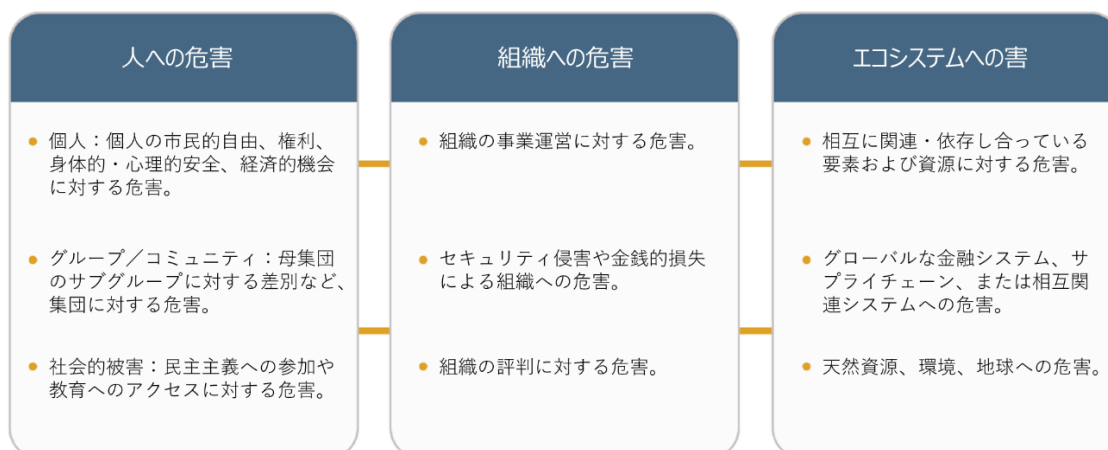 人への危害
個人：個人の市民的自由、権利、
身体的・心理的安全、経済的機会
に対する危害。
グループ／コミュニティ：母集団
のサブグループに対する差別など、
集団に対する危害。
社会的被害：民主主義への参加や
教育へのアクセスに対する危害。
組織への危害
組織の事業運営に対する危害。
セキュリティ侵害や金銭的損失
による組織への危害。
組織の評判に対する危害。
エコシステムへの害
相互に関連・依存し合っている
要素および資源に対する危害。
グローバルな金融システム、サ
プライチェーン、または相互関
連システムへの危害。
天然資源、環境、地球への危害。